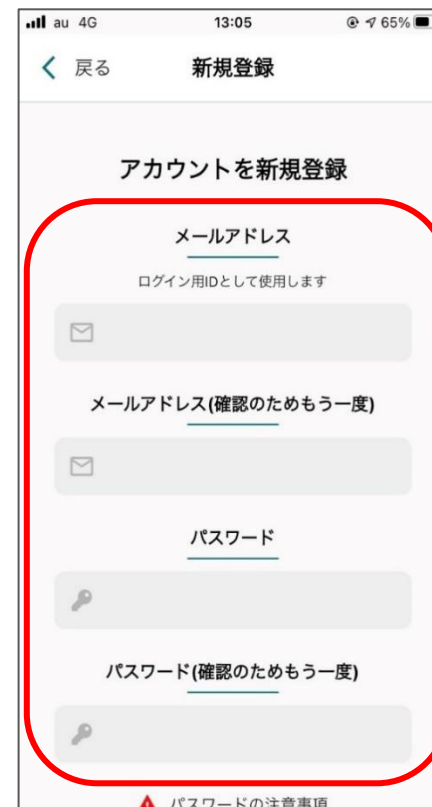 au 4G 13:05 65%
戻る 新規登録
アカウントを新規登録
メールアドレス
ログイン用IDとして使用します
メールアドレス(確認のためもう一度)
パスワード
パスワード(確認のためもう一度)
パスワードの注意事項